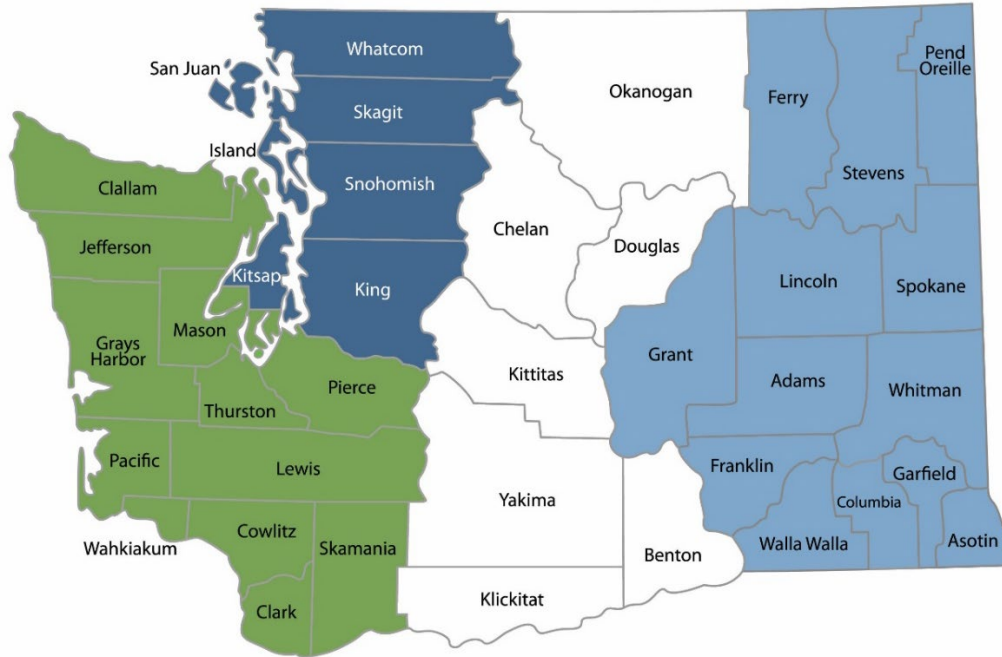 Whatcom
San Juan
Pend
Oreille
Okanogan
Ferry
Skagit
Island
Snohomish
Stevens
Clallam
Jefferson
Chelan
Douglas
Kitsap
King
Lincoln
Spokane
Mason
Grays
Harbor
Grant
Kittitas
Adams
Pierce
Whitman
Thurston
Pacific
Lewis
Franklin
Garfield
Yakima
Columbia
Cowlitz
Wahkiakum
Skamania
Benton
Walla Walla
Asotin
Klickitat
Clark